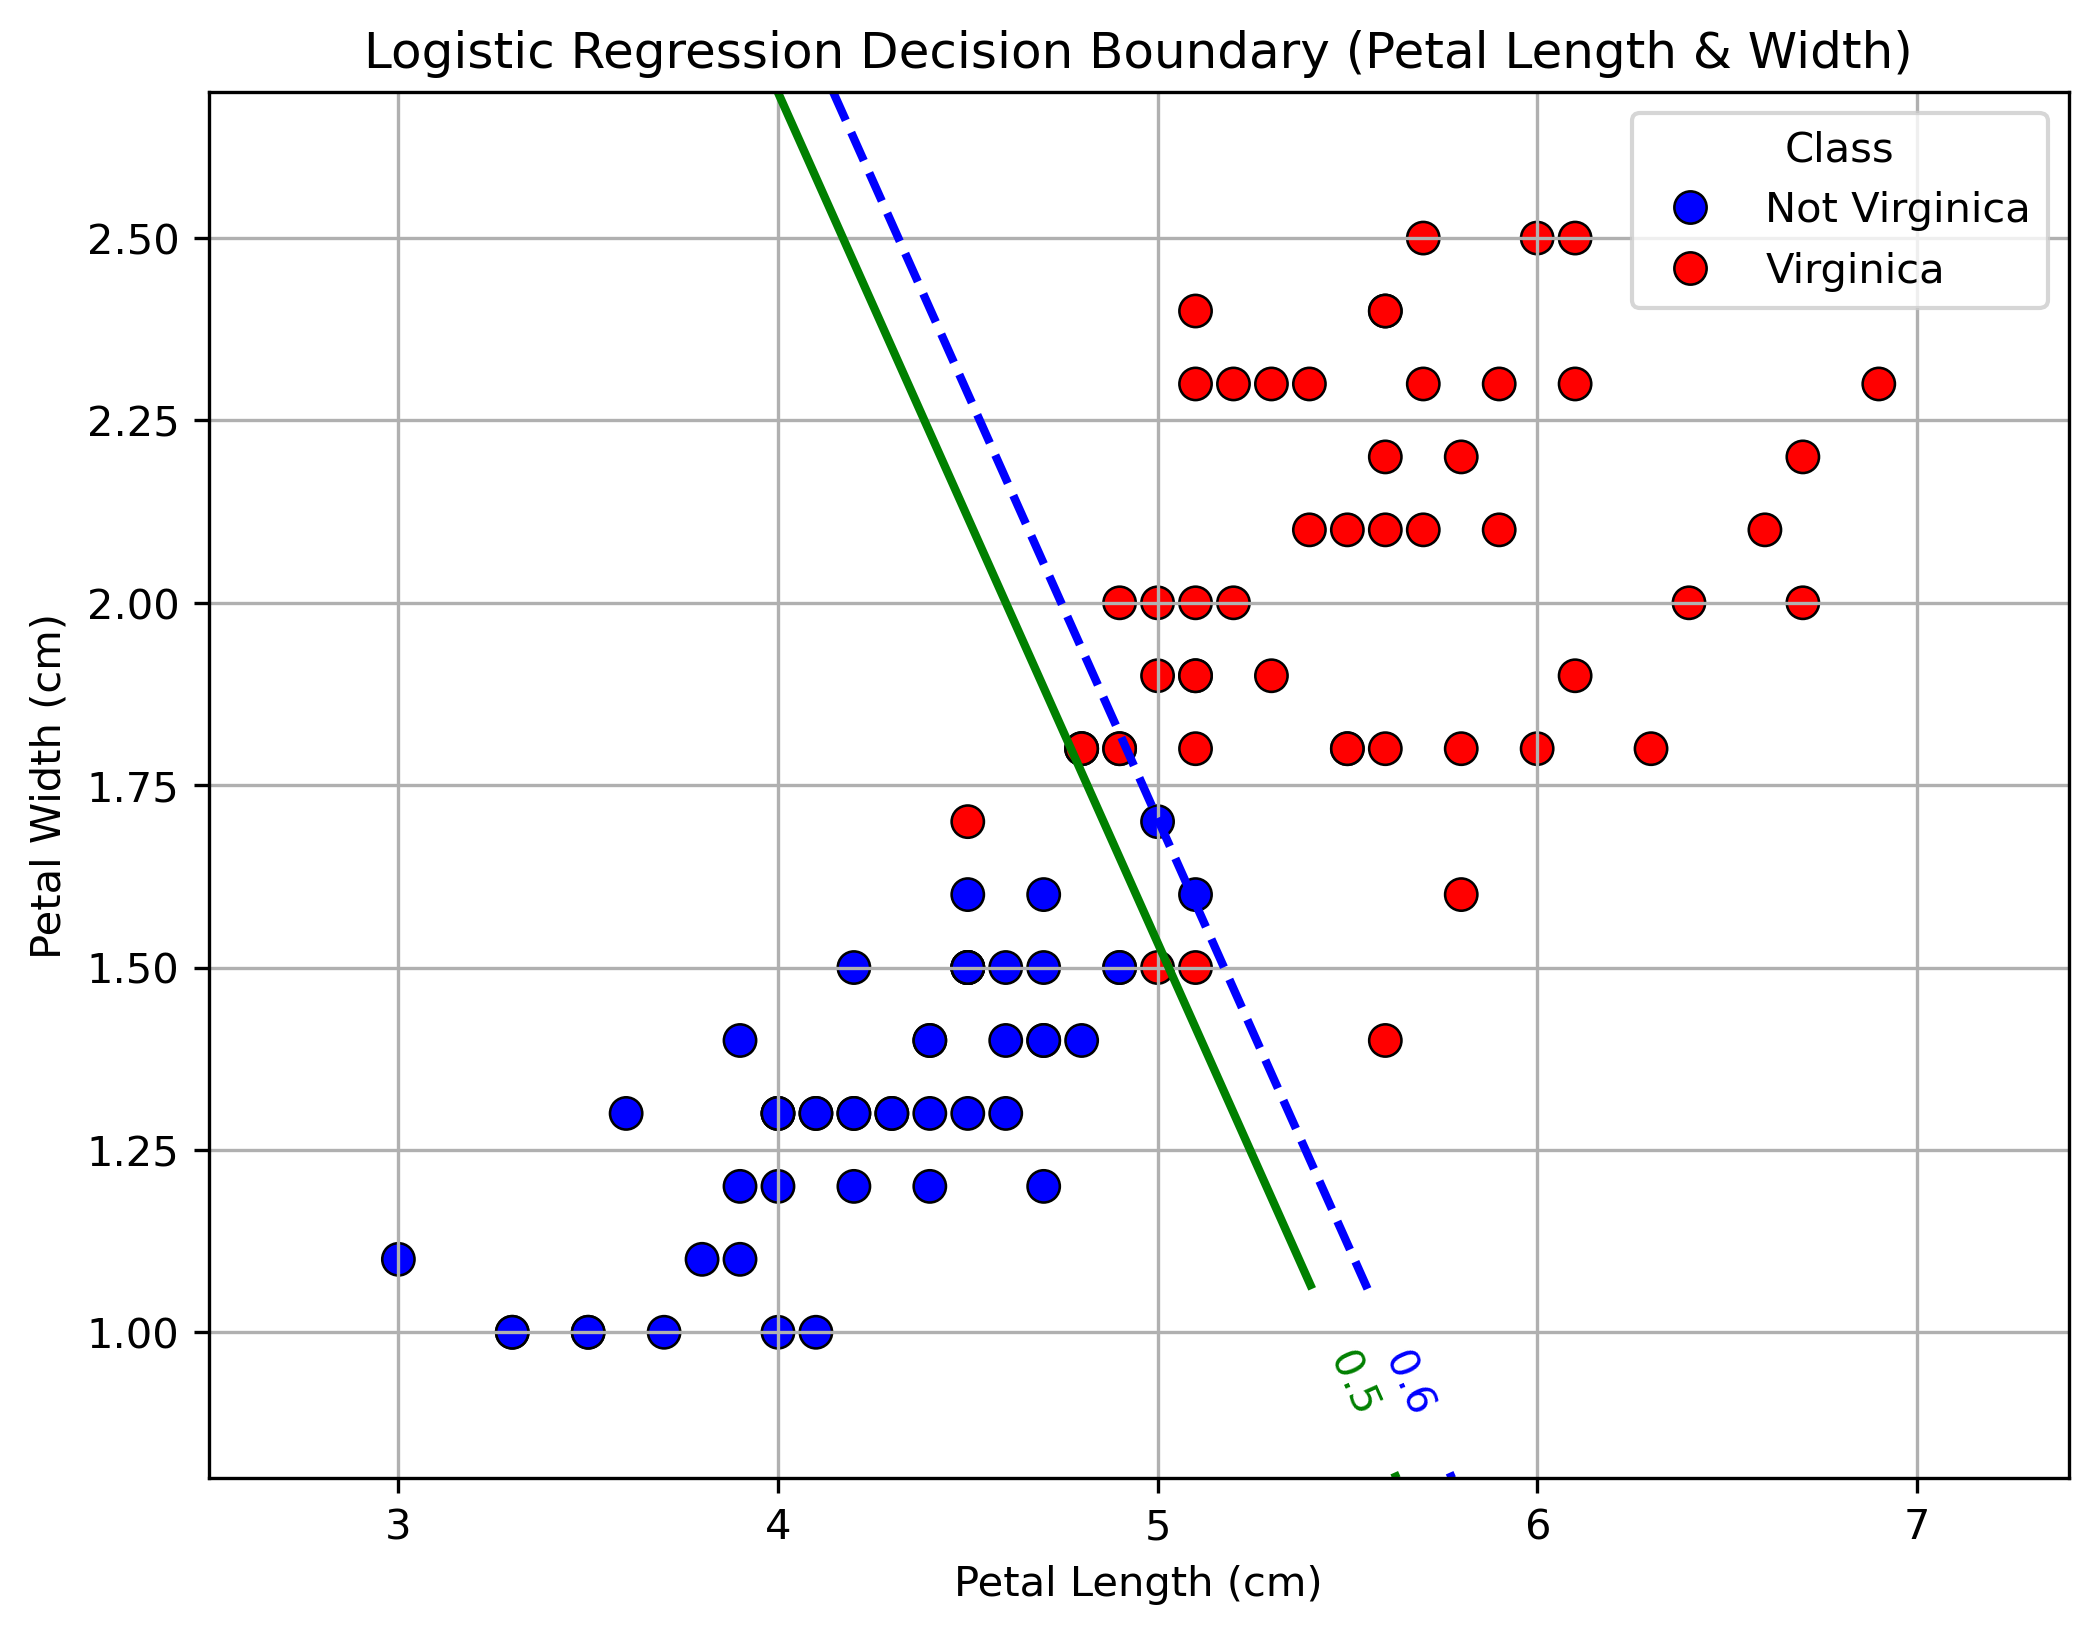 Logistic Regression Decision Boundary (Petal Length & Width)
Class
Not Virginica
Virginica
Petal Width (cm)
2.50
2.25
2.00
1.75
1.50
1.25
1.00
0.5
0.6
3 4 5 6 7
Petal Length (cm)